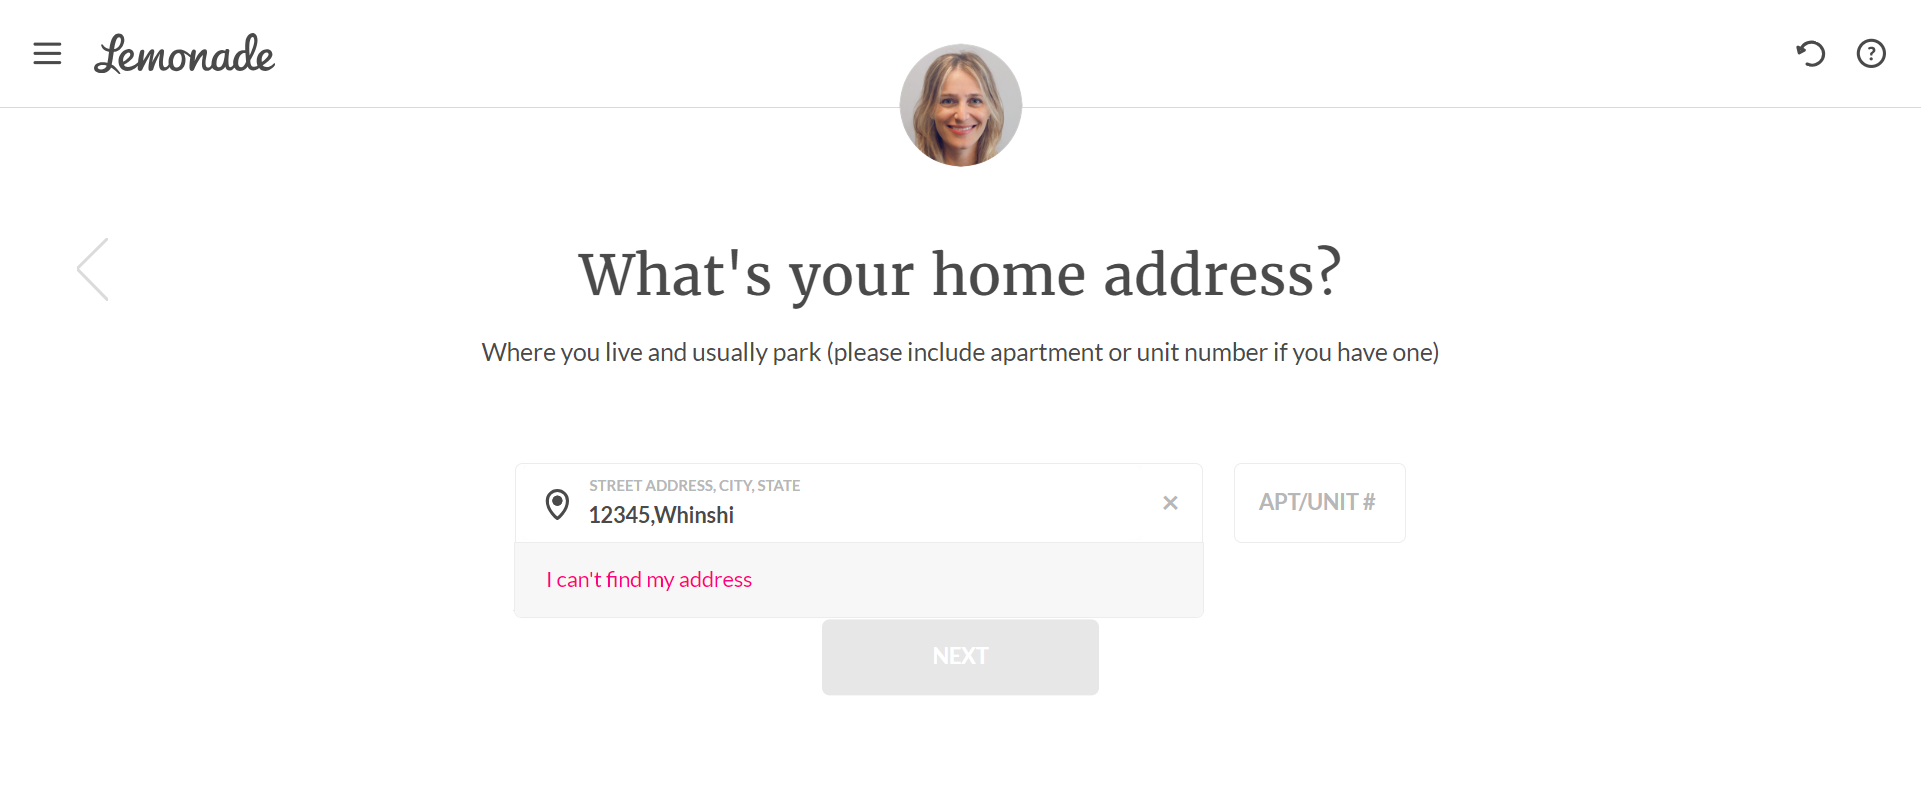 Lemonade
?
What's your home address?
Where you live and usually park (please include apartment or unit number if you have one)
STREET ADDRESS, CITY, STATE
12345,Whinshi
APT/UNIT #
I can't find my address
NEXT